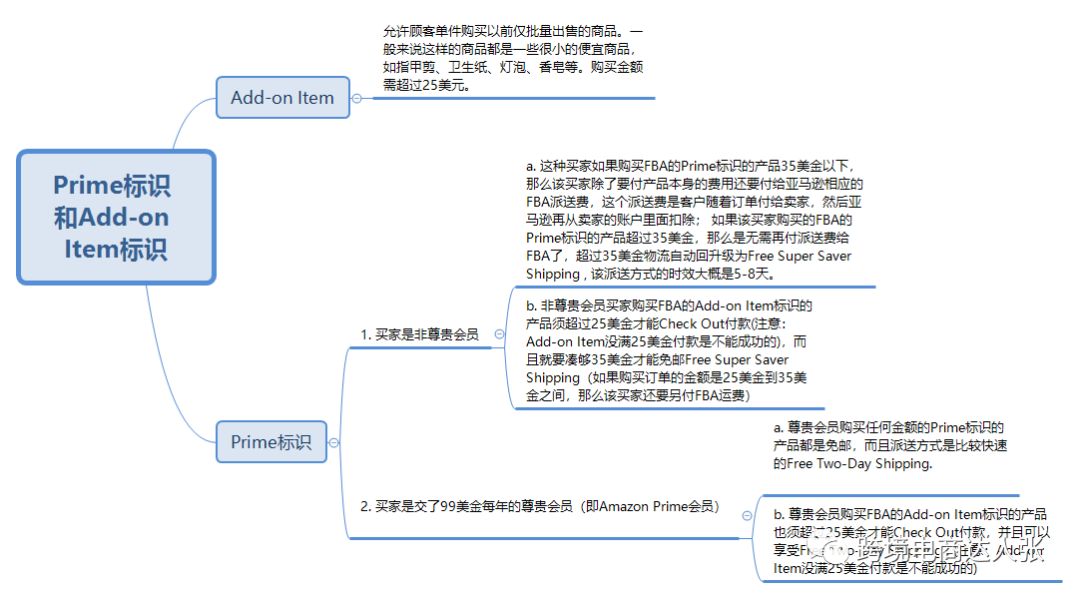 允许顾客单件购买以前仅批量出售的商品。一
般来说这样的商品都是一些很小的便宜商品，
如指甲剪、卫生纸、灯泡、香皂等。购买金额
需超过25美元。
Add-on Item
Prime标识
和Add-on
Item标识
a. 这种买家如果购买FBA的Prime标识的产品35美金以下，
那么该买家除了要付产品本身的费用还要付给亚马逊相应的
FBA派送费，这个派送费是客户随着订单付给卖家，然后亚
马逊再从卖家的账户里面扣除； 如果该买家购买的FBA的
Prime标识的产品超过35美金，那么是无需再付派送费给
FBA了，超过35美金物流自动回升级为Free Super Saver
Shipping , 该派送方式的时效大概是5-8天。
1. 买家是非尊贵会员
b. 非尊贵会员买家购买FBA的Add-on Item标识的
产品须超过25美金才能Check Out付款(注意：
Add-on Item没满25美金付款是不能成功的)，而
且就要凑够35美金才能免邮Free Super Saver
Shipping（如果购买订单的金额是25美金到35美
金之间，那么该买家还要另付FBA运费）
Prime标识
a. 尊贵会员购买任何金额的Prime标识的
产品都是免邮，而且派送方式是比较快速
的Free Two-Day Shipping.
2. 买家是交了99美金每年的尊贵会员（即Amazon Prime会员）
b. 尊贵会员购买FBA的Add-on Item标识的产品
也须超过25美金才能Check Out付款，并且可以
享受Free Two-Day Shipping (注意：Add-on
Item没满25美金付款是不能成功的)
跨境电商达人张